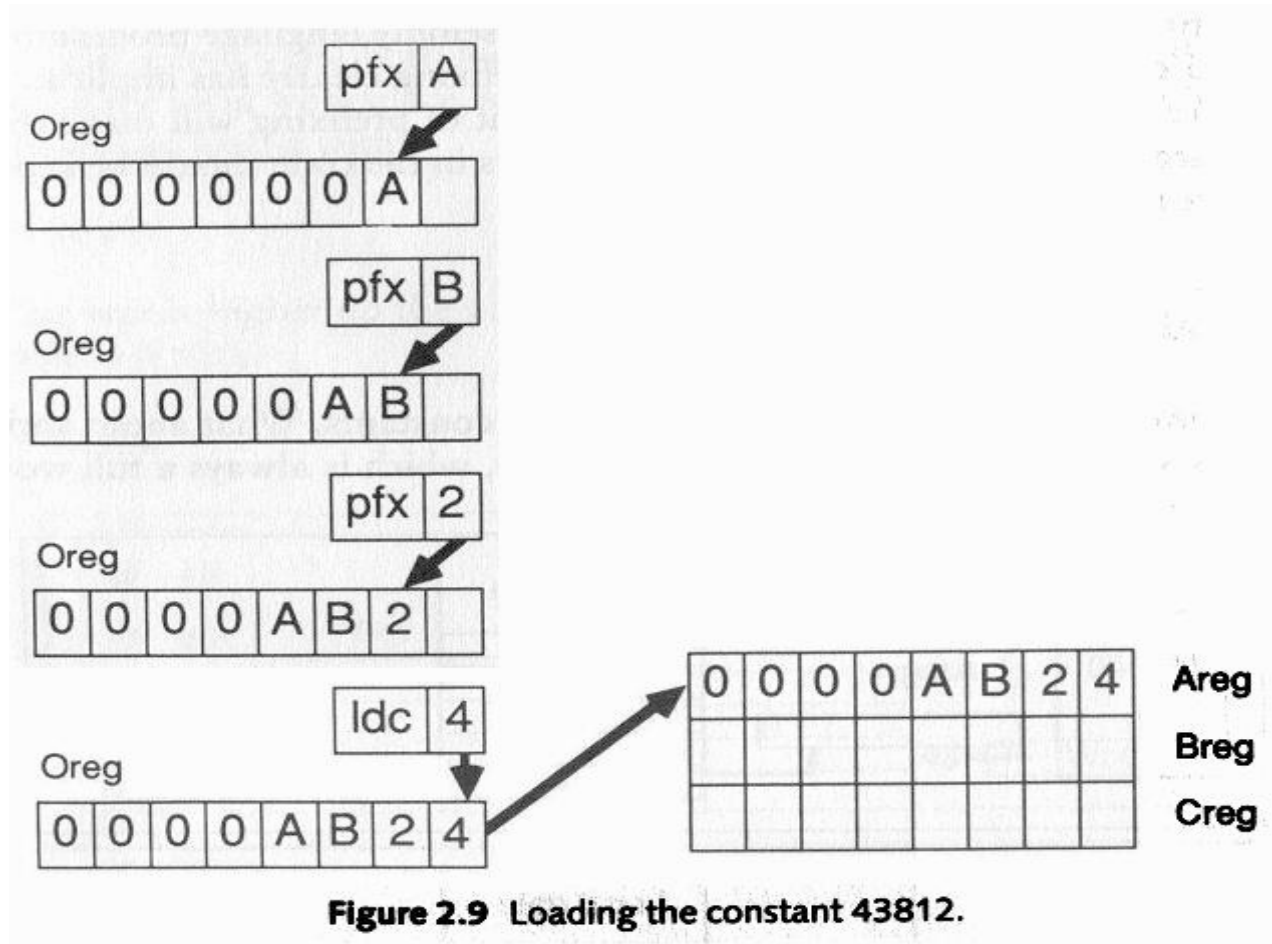 pfx A
Oreg
0 0 0 0 0 0 A
pfx B
Oreg
0 0 0 0 0 A B
pfx 2
Oreg
0 0 0 0 A B 2
ldc 4
Oreg
0 0 0 0 A B 2 4
0 0 0 0 A B 2 4 Areg
Breg
Creg
Figure 2.9 Loading the constant 43812.